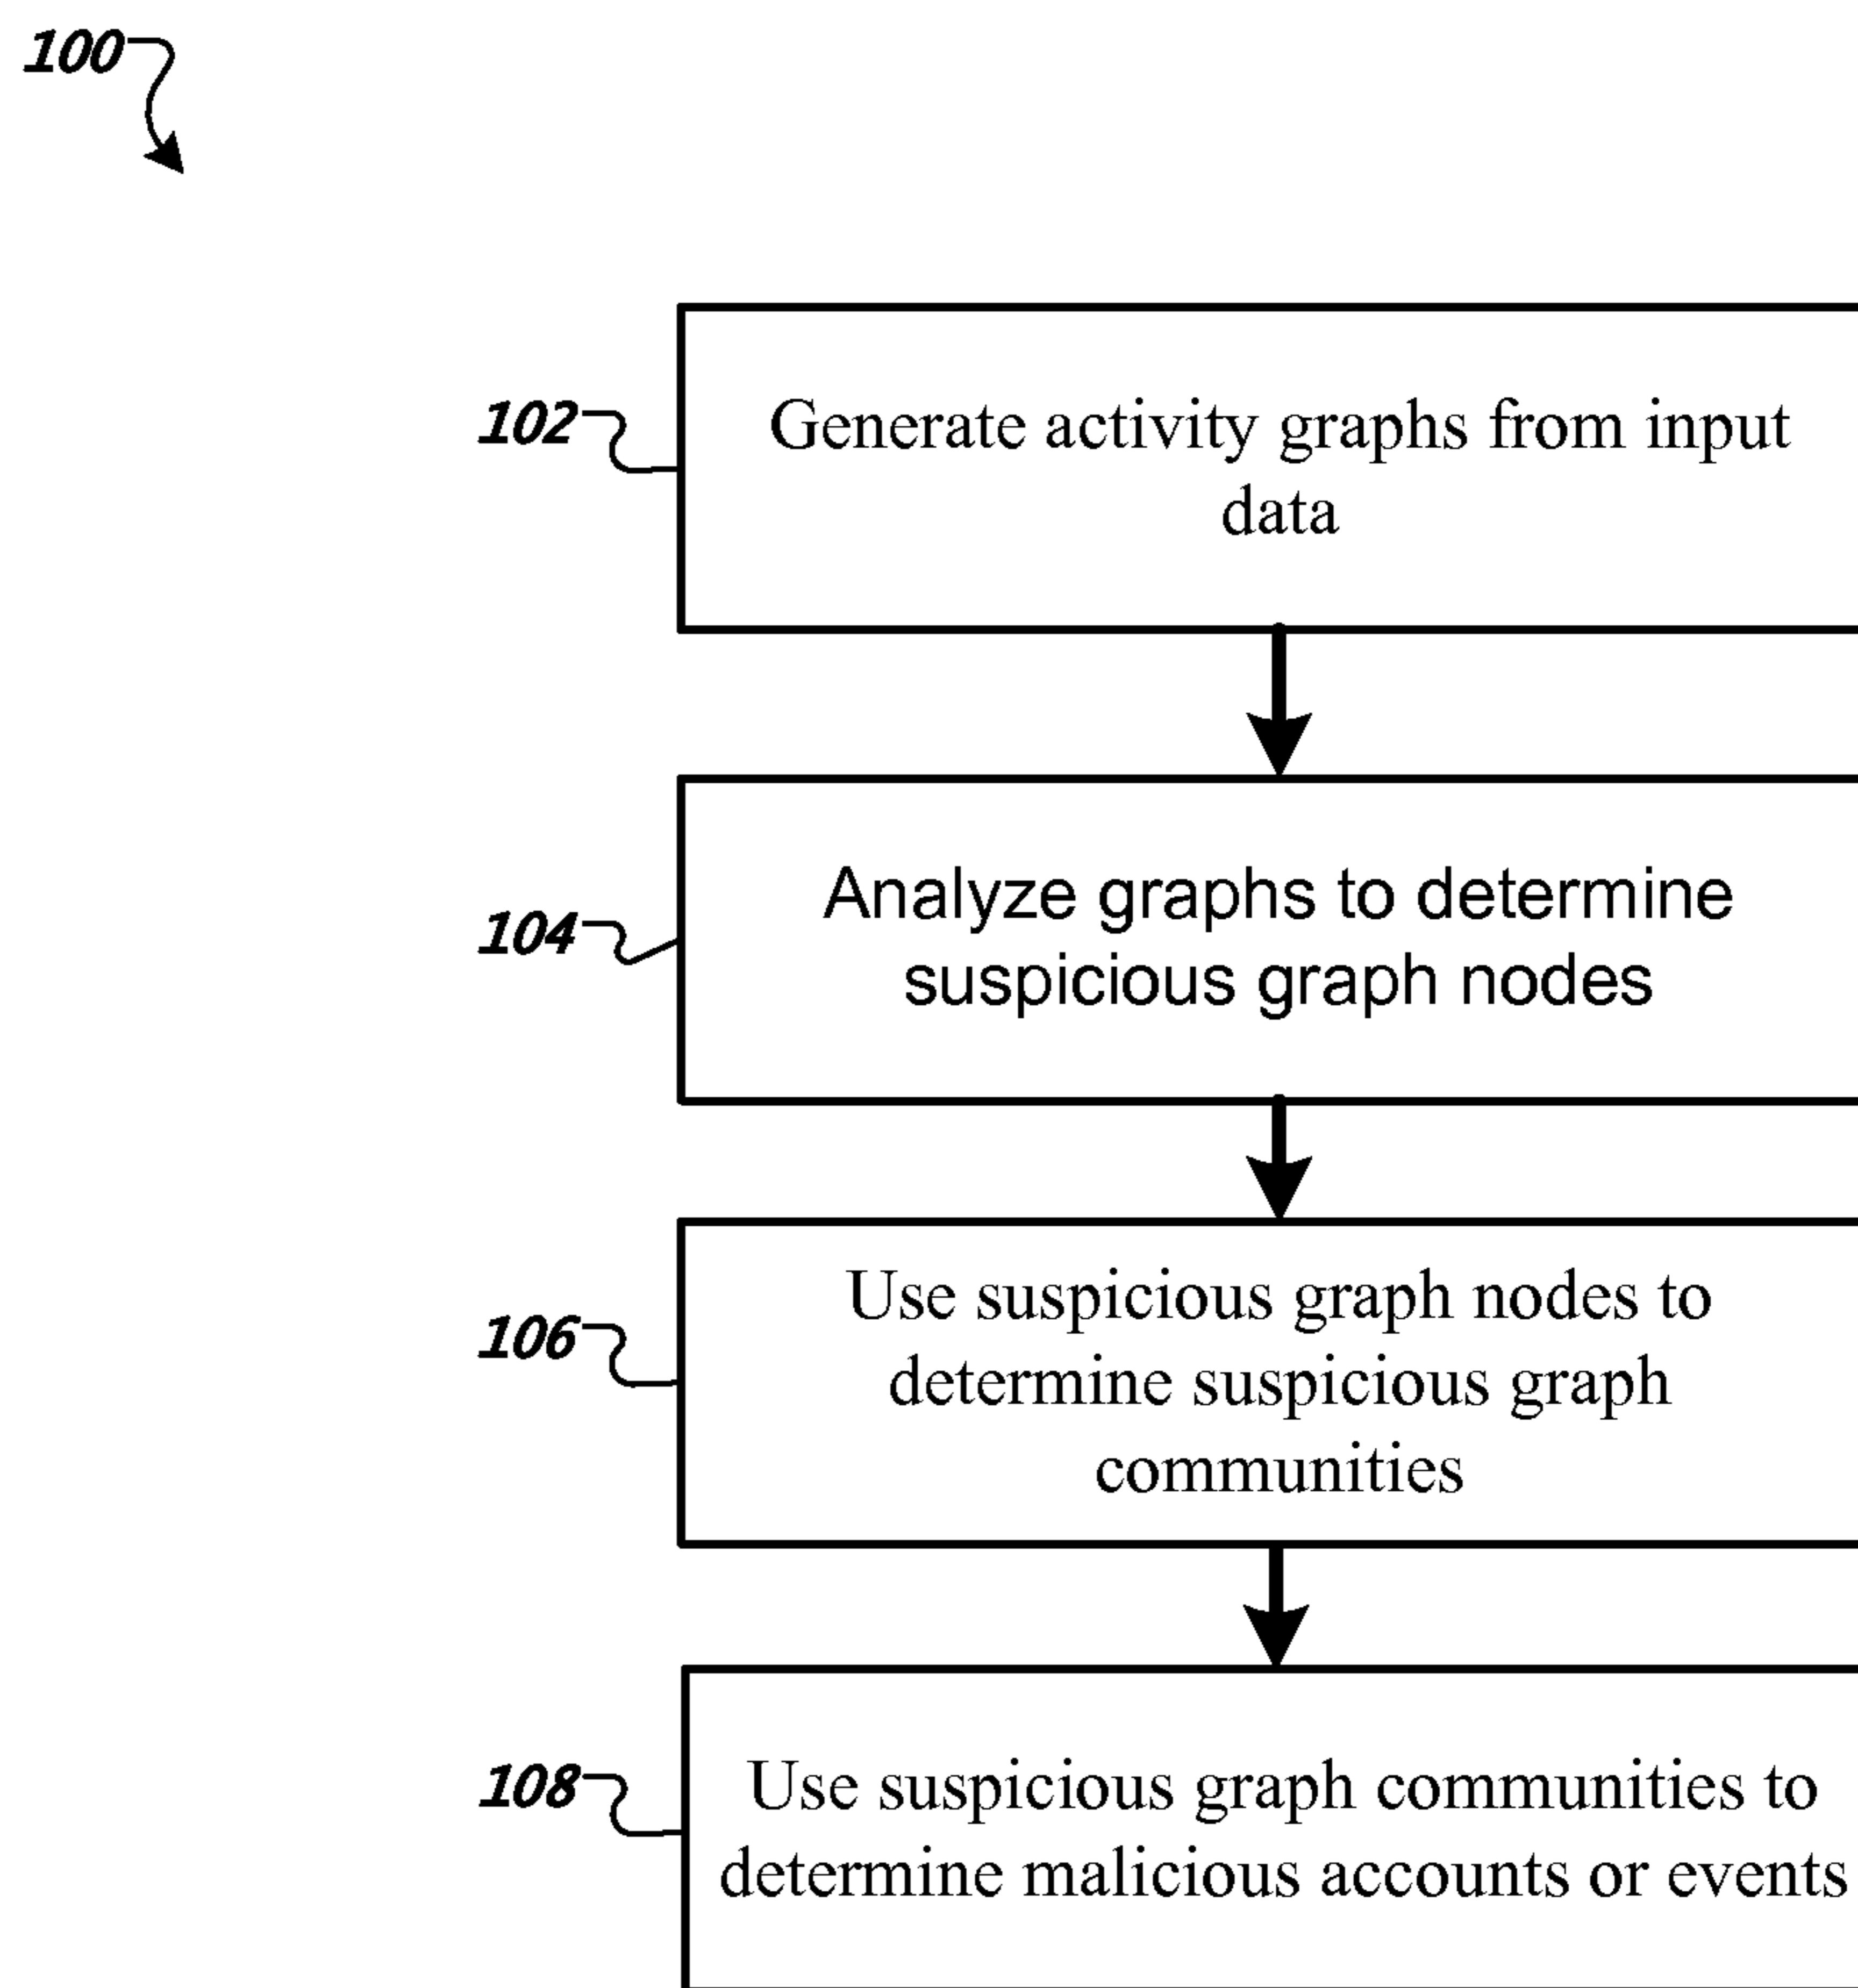 100
102
Generate activity graphs from input
data
104
Analyze graphs to determine
suspicious graph nodes
106
Use suspicious graph nodes to
determine suspicious graph
communities
108
Use suspicious graph communities to
determine malicious accounts or events